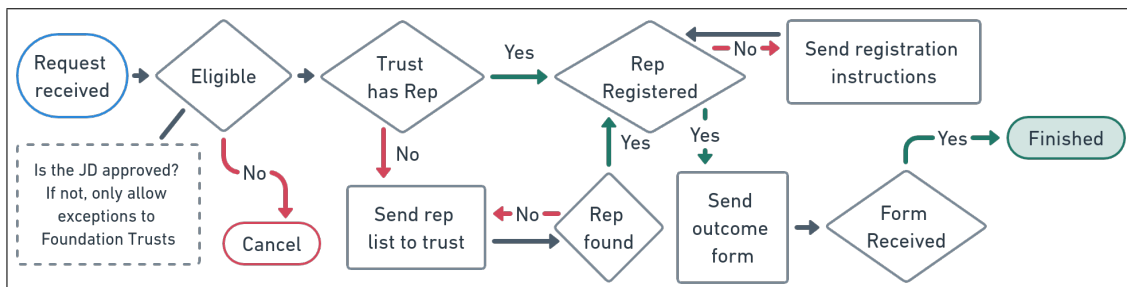 Request
received
Eligible
Trust
has Rep
Yes
Rep
Registered
No
Send registration
instructions
Is the JD approved?
If not, only allow
exceptions to
Foundation Trusts
No
Cancel
No
Send rep
list to trust
No
Rep
found
Yes
Yes
Send
outcome
form
Form
Received
Yes
Finished